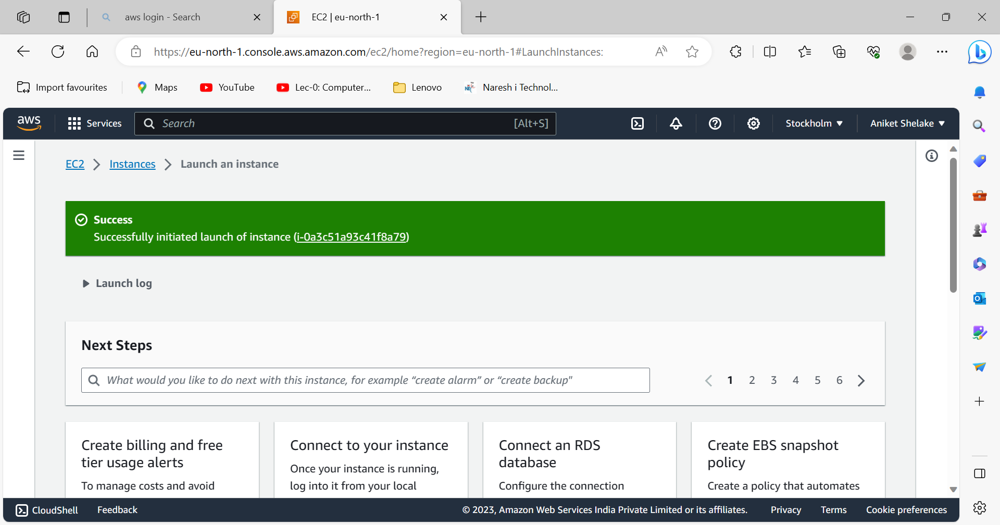 aws login - Search
EC2 | eu-north-1
https://eu-north-1.console.aws.amazon.com/ec2/home?region=eu-north-1#LaunchInstances:
Import favourites
Maps
YouTube
Lec-0: Computer...
Lenovo
Naresh i Technol...
aws
Services
Search
[Alt+S]
Stockholm
Aniket Shelake
EC2
Instances
Launch an instance
Success
Successfully initiated launch of instance (i-0a3c51a93c41f8a79)
Launch log
Next Steps
What would you like to do next with this instance, for example “create alarm” or “create backup"
1 2 3 4 5 6
Create billing and free
tier usage alerts
To manage costs and avoid
Connect to your instance
Once your instance is running,
log into it from your local
Connect an RDS
database
Configure the connection
Create EBS snapshot
policy
Create a policy that automates
CloudShell
Feedback
© 2023, Amazon Web Services India Private Limited or its affiliates.
Privacy
Terms
Cookie preferences